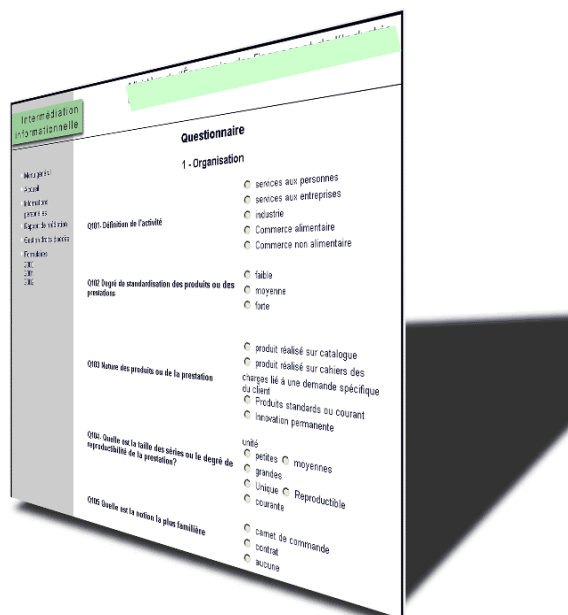 Intermédiation
informationnelle
Questionnaire
1 - Organisation
Accueil
Formulaires
Q101- Définition de l'activité
services aux personnes
services aux entreprises
industrie
Commerce alimentaire
Commerce non alimentaire
Q102 Degré de standardisation des produits ou des
prestations
faible
moyenne
forte
Q103 Nature des produits ou de la prestation
produit réalisé sur catalogue
produit réalisé sur cahiers des
charges lié à une demande spécifique
du client
Produits standards ou courant
Innovation permanente
Q104. Quelle est la taille des séries ou le degré de
reproductibilité de la prestation?
unité
petites moyennes
grandes
Unique Reproductible
courante
Q105 Quelle est la notion la plus familière
carnet de commande
contrat
aucune